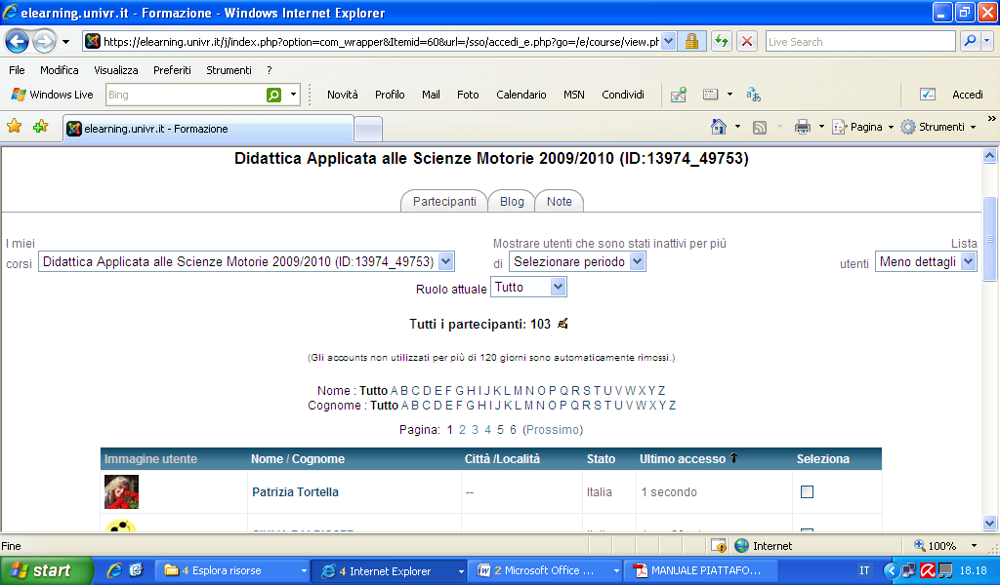 elearning.univr.it - Formazione - Windows Internet Explorer
https://elearning.univr.it/j/index.php?option=com_wrapper&Itemid=60&url=/sso/accedi_e.php?go=/e/course/view.ph
Live Search
File Modifica Visualizza Preferiti Strumenti ?
Windows Live Bing Novità Profilo Mail Foto Calendario MSN Condividi Accedi
elearning.univr.it - Formazione Pagina Strumenti »
Didattica Applicata alle Scienze Motorie 2009/2010 (ID:13974_49753)
Partecipanti Blog Note
I miei corsi Didattica Applicata alle Scienze Motorie 2009/2010 (ID:13974_49753)
Mostrare utenti che sono stati inattivi per più di Selezionare periodo
Lista utenti Meno dettagli
Ruolo attuale Tutto
Tutti i partecipanti: 103
(Gli accounts non utilizzati per più di 120 giorni sono automaticamente rimossi.)
Nome : Tutto A B C D E F G H I J K L M N O P Q R S T U V W X Y Z
Cognome : Tutto A B C D E F G H I J K L M N O P Q R S T U V W X Y Z
Pagina: 1 2 3 4 5 6 (Prossimo)
Immagine utente Nome / Cognome Città /Località Stato Ultimo accesso Seleziona
Patrizia Tortella -- Italia 1 secondo
Fine Internet 100%
start 4 Esplora risorse 4 Internet Explorer 2 Microsoft Office ... MANUALE PIATTAFO... IT 18.18